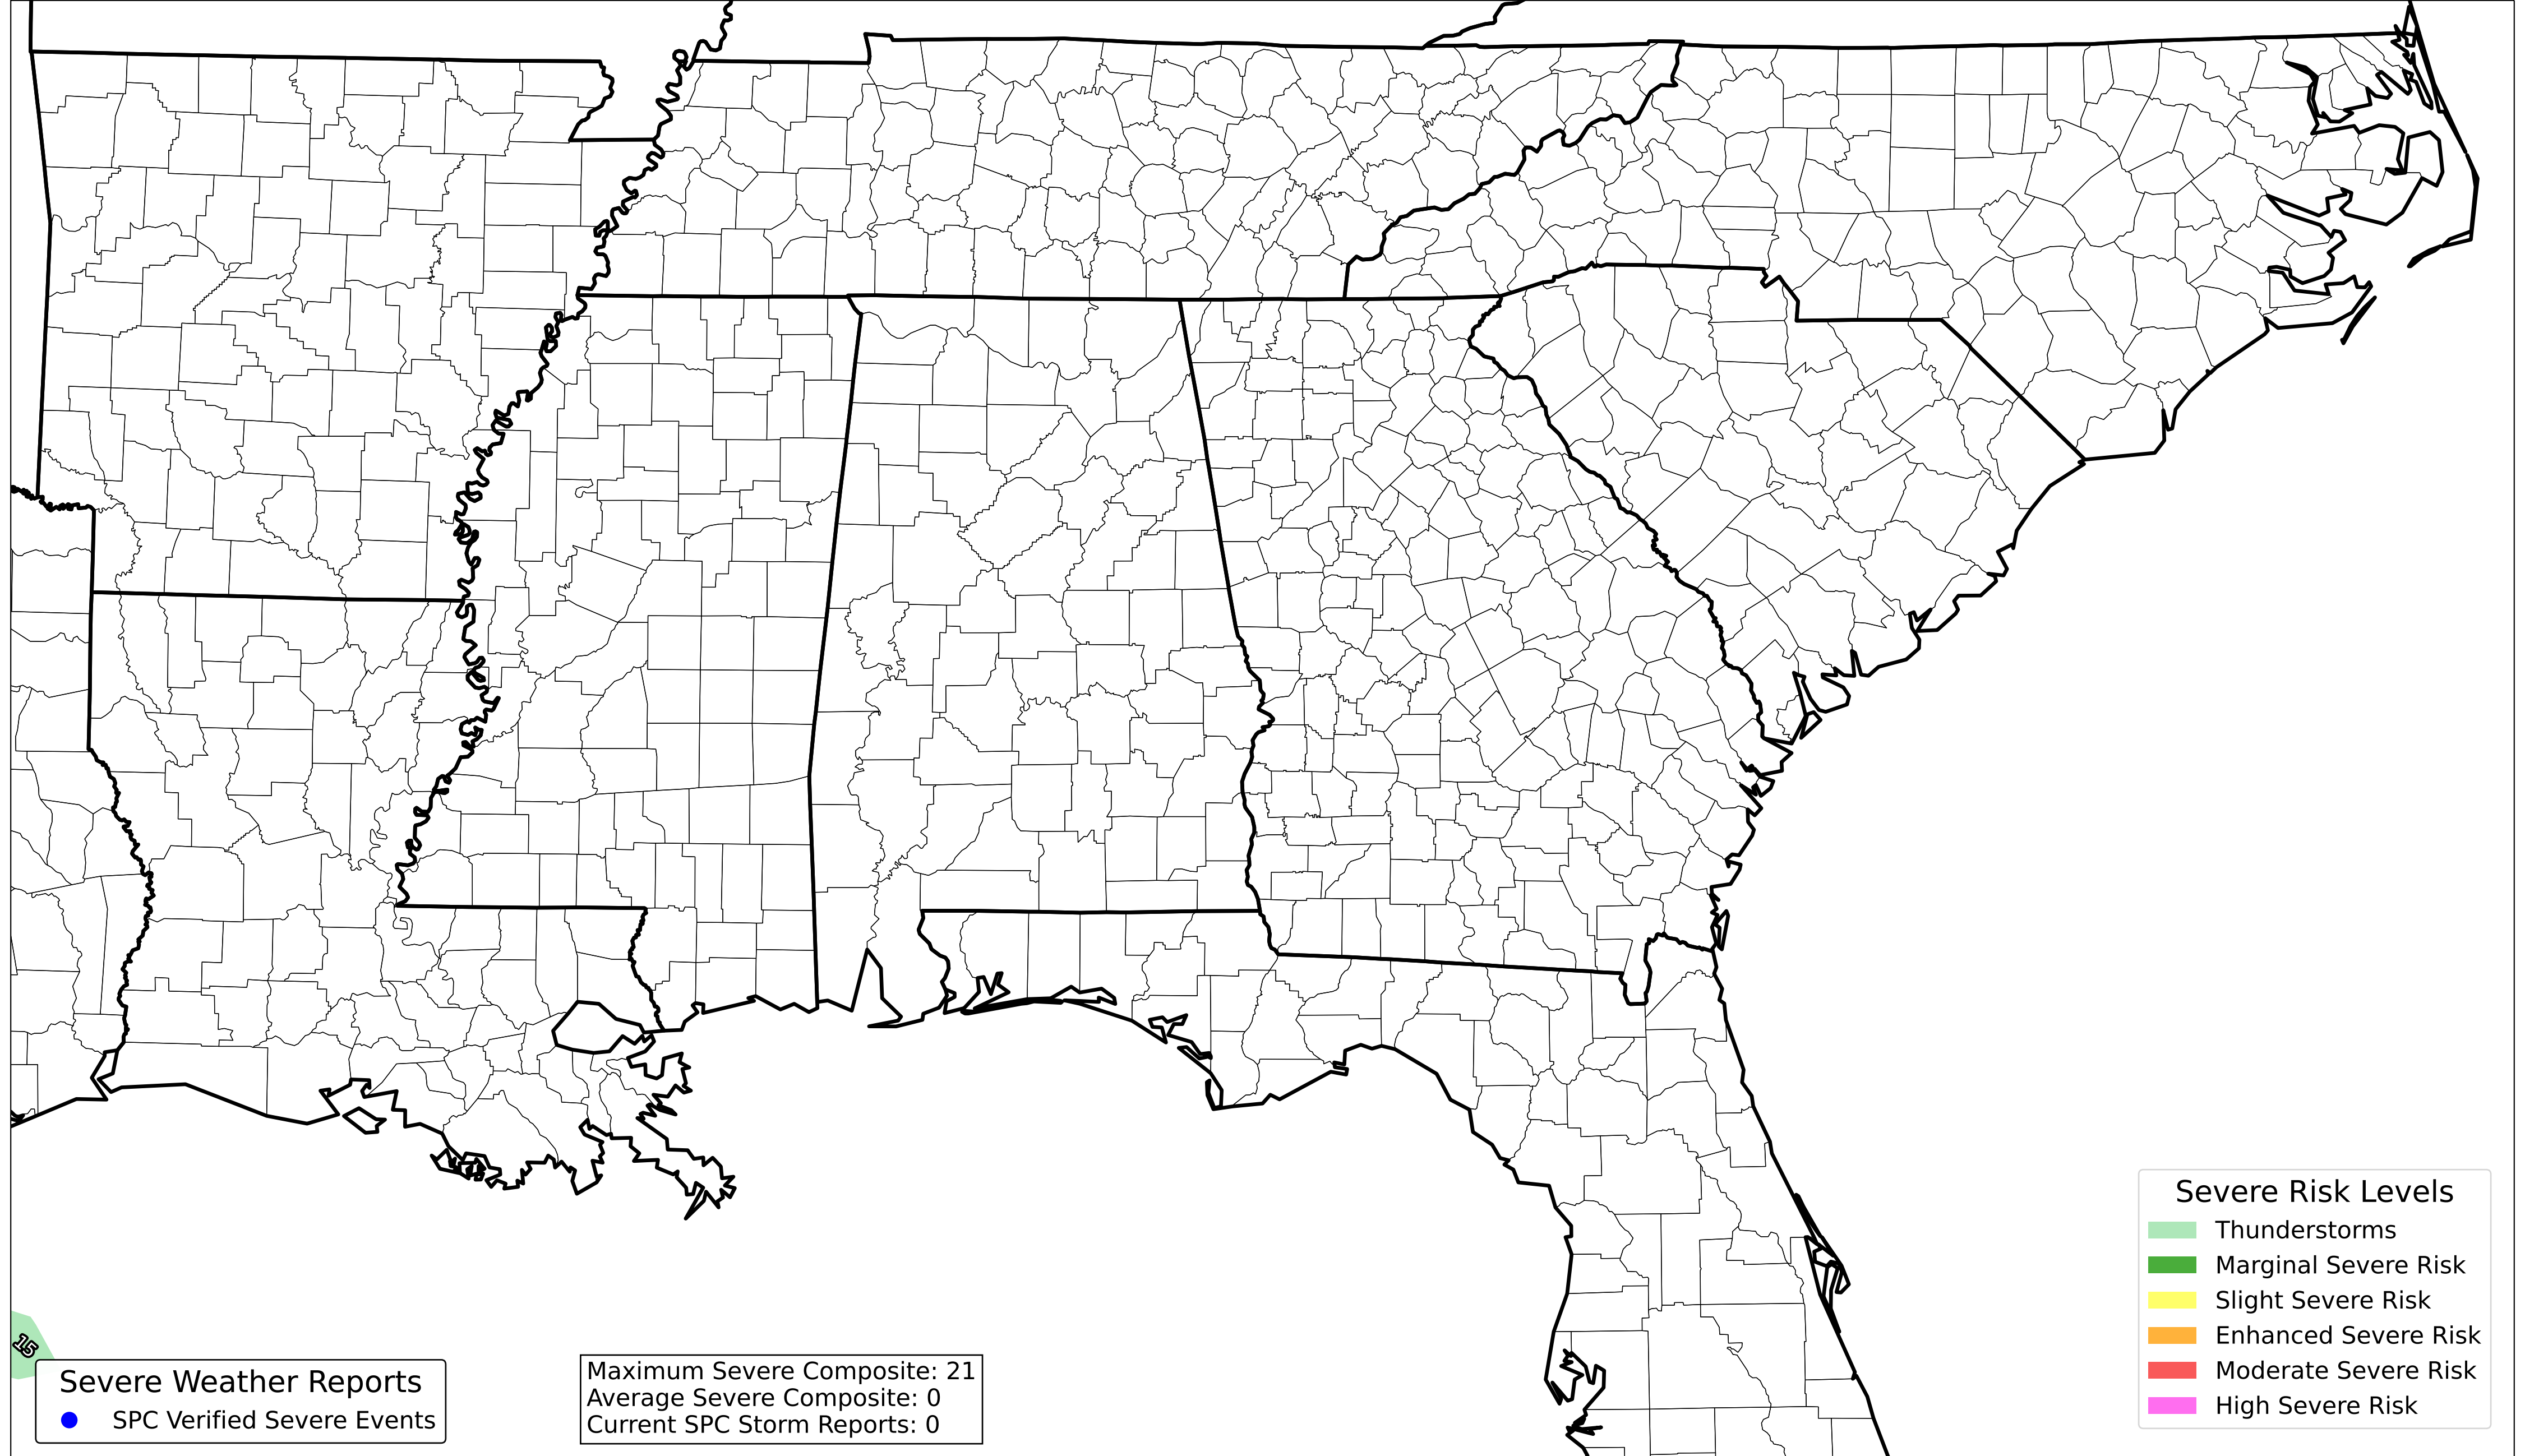 15
Severe Weather Reports
SPC Verified Severe Events
Maximum Severe Composite: 21
Average Severe Composite: 0
Current SPC Storm Reports: 0
Severe Risk Levels
Thunderstorms
Marginal Severe Risk
Slight Severe Risk
Enhanced Severe Risk
Moderate Severe Risk
High Severe Risk